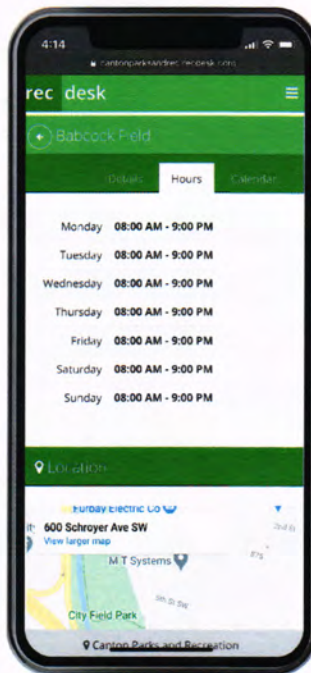 4:14
cantonparksandrec.recdesk.com
rec desk
Babcock Field
Details Hours Calendar
Monday 08:00 AM - 9:00 PM
Tuesday 08:00 AM - 9:00 PM
Wednesday 08:00 AM - 9:00 PM
Thursday 08:00 AM - 9:00 PM
Friday 08:00 AM - 9:00 PM
Saturday 08:00 AM - 9:00 PM
Sunday 08:00 AM - 9:00 PM
Location
Furbay Electric Co
600 Schroyer Ave SW
View larger map
M T Systems
City Field Park
Canton Parks and Recreation